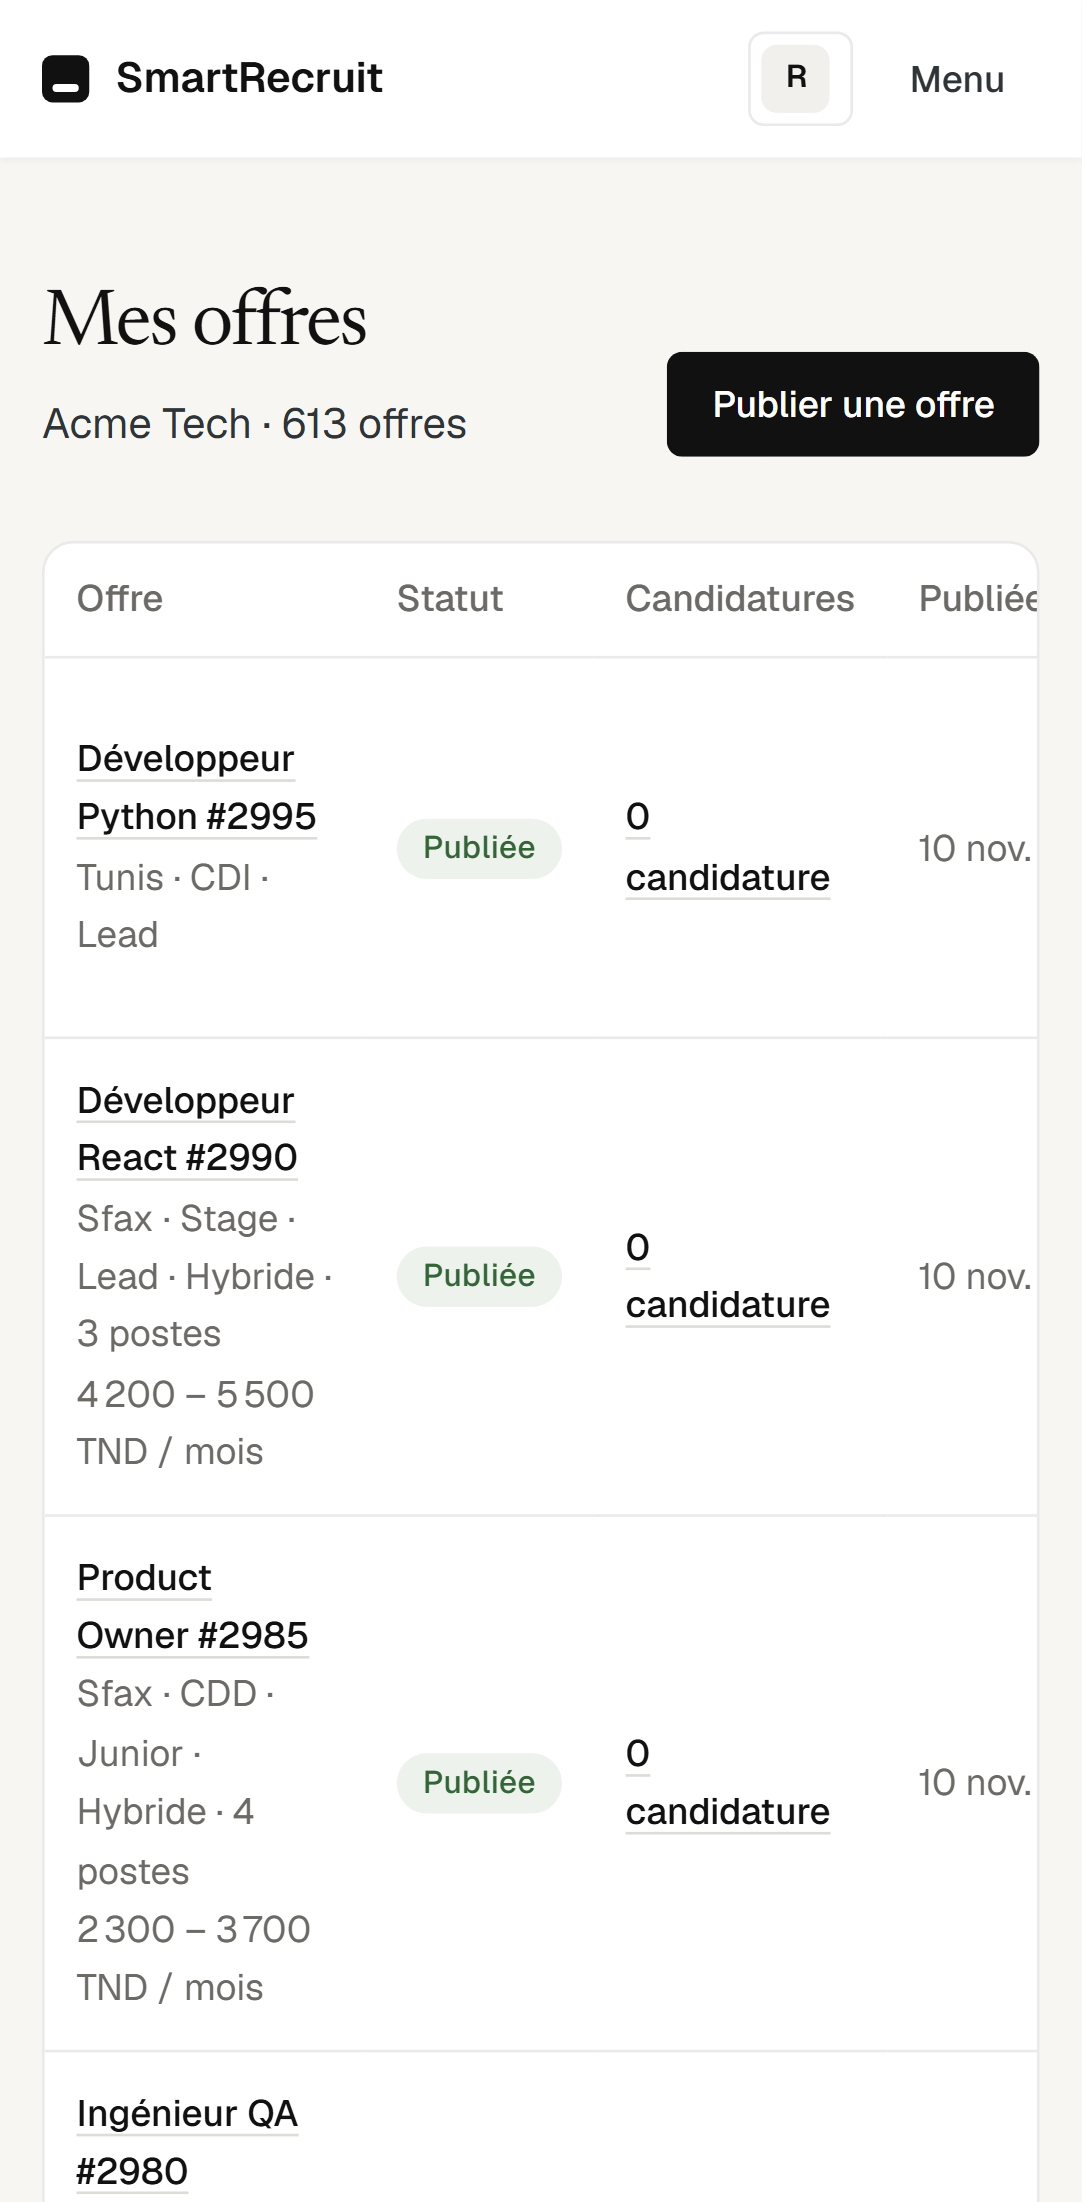 SmartRecruit
R
Menu
Mes offres
Acme Tech · 613 offres
Publier une offre
Offre
Statut
Candidatures
Publiée
Développeur
Python #2995
Tunis · CDI ·
Lead
Publiée
0
candidature
10 nov.
Développeur
React #2990
Sfax · Stage ·
Lead · Hybride ·
3 postes
4 200 – 5 500
TND / mois
Publiée
0
candidature
10 nov.
Product
Owner #2985
Sfax · CDD ·
Junior ·
Hybride · 4
postes
2 300 – 3 700
TND / mois
Publiée
0
candidature
10 nov.
Ingénieur QA
#2980